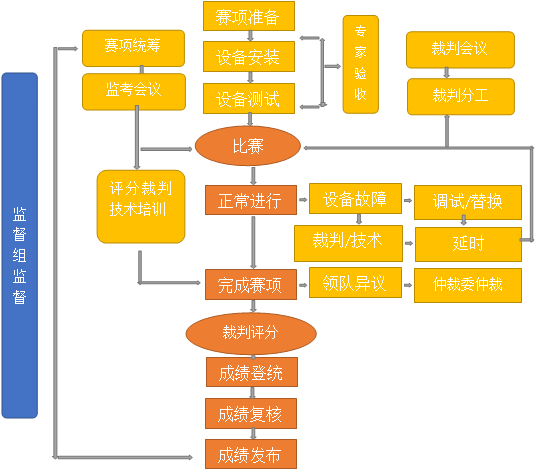 赛项准备
赛项统筹
设备安装
专家验收
裁判会议
监考会议
设备测试
裁判分工
比赛
监督组监督
评分裁判
技术培训
正常进行
设备故障
调试/替换
裁判/技术
延时
完成赛项
领队异议
仲裁委仲裁
裁判评分
成绩登统
成绩复核
成绩发布